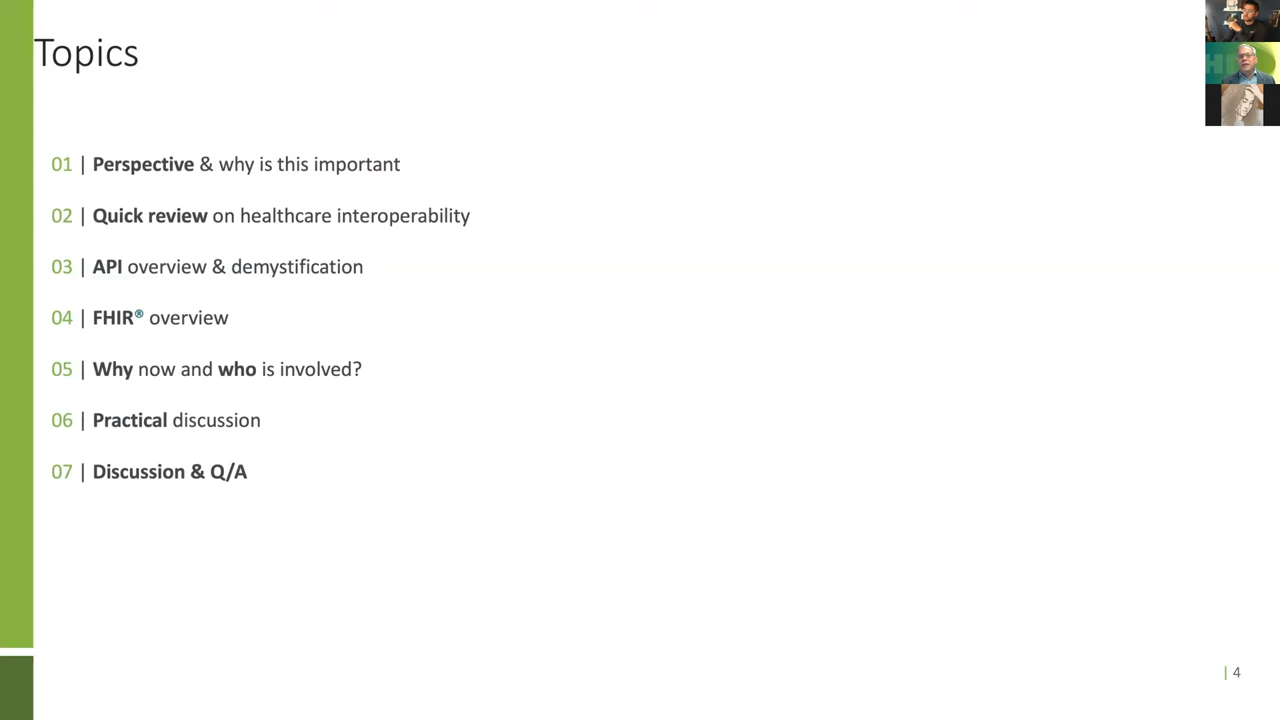 Topics
01 | Perspective & why is this important
02 | Quick review on healthcare interoperability
03 | API overview & demystification
04 | FHIR® overview
05 | Why now and who is involved?
06 | Practical discussion
07 | Discussion & Q/A
| 4